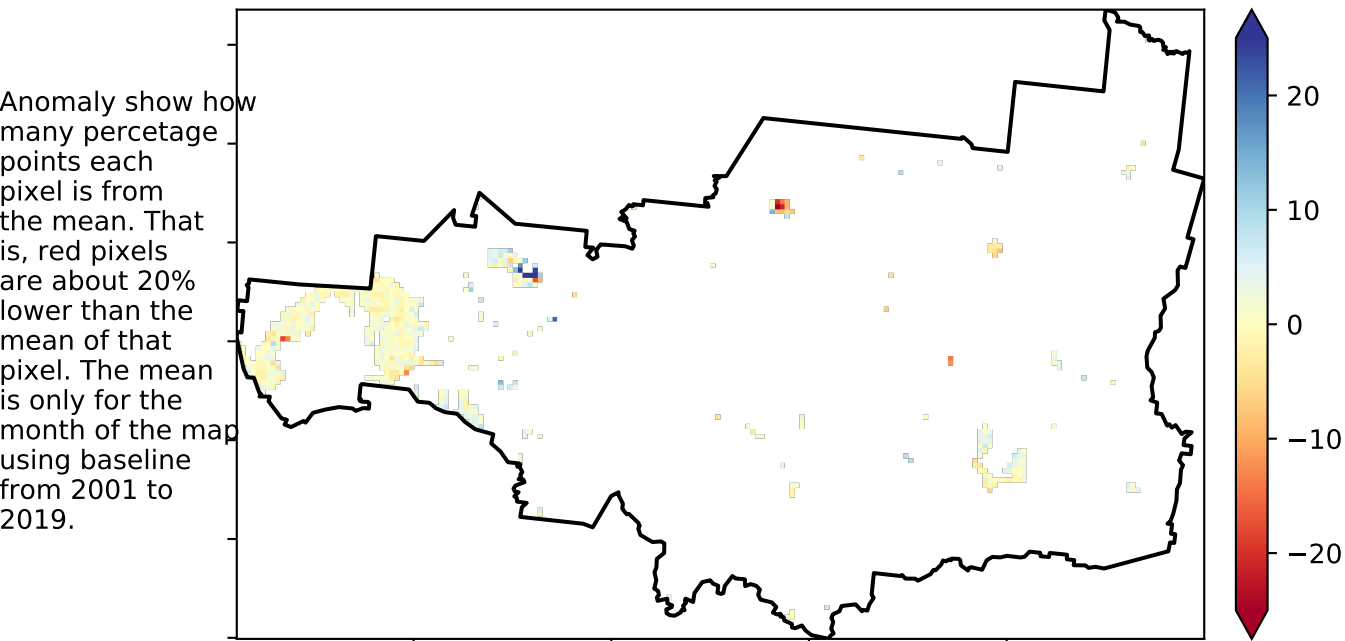 Anomaly show how
many percetage
points each
pixel is from
the mean. That
is, red pixels
are about 20%
lower than the
mean of that
pixel. The mean
is only for the
month of the map
using baseline
from 2001 to
2019.
20
10
0
−10
−20